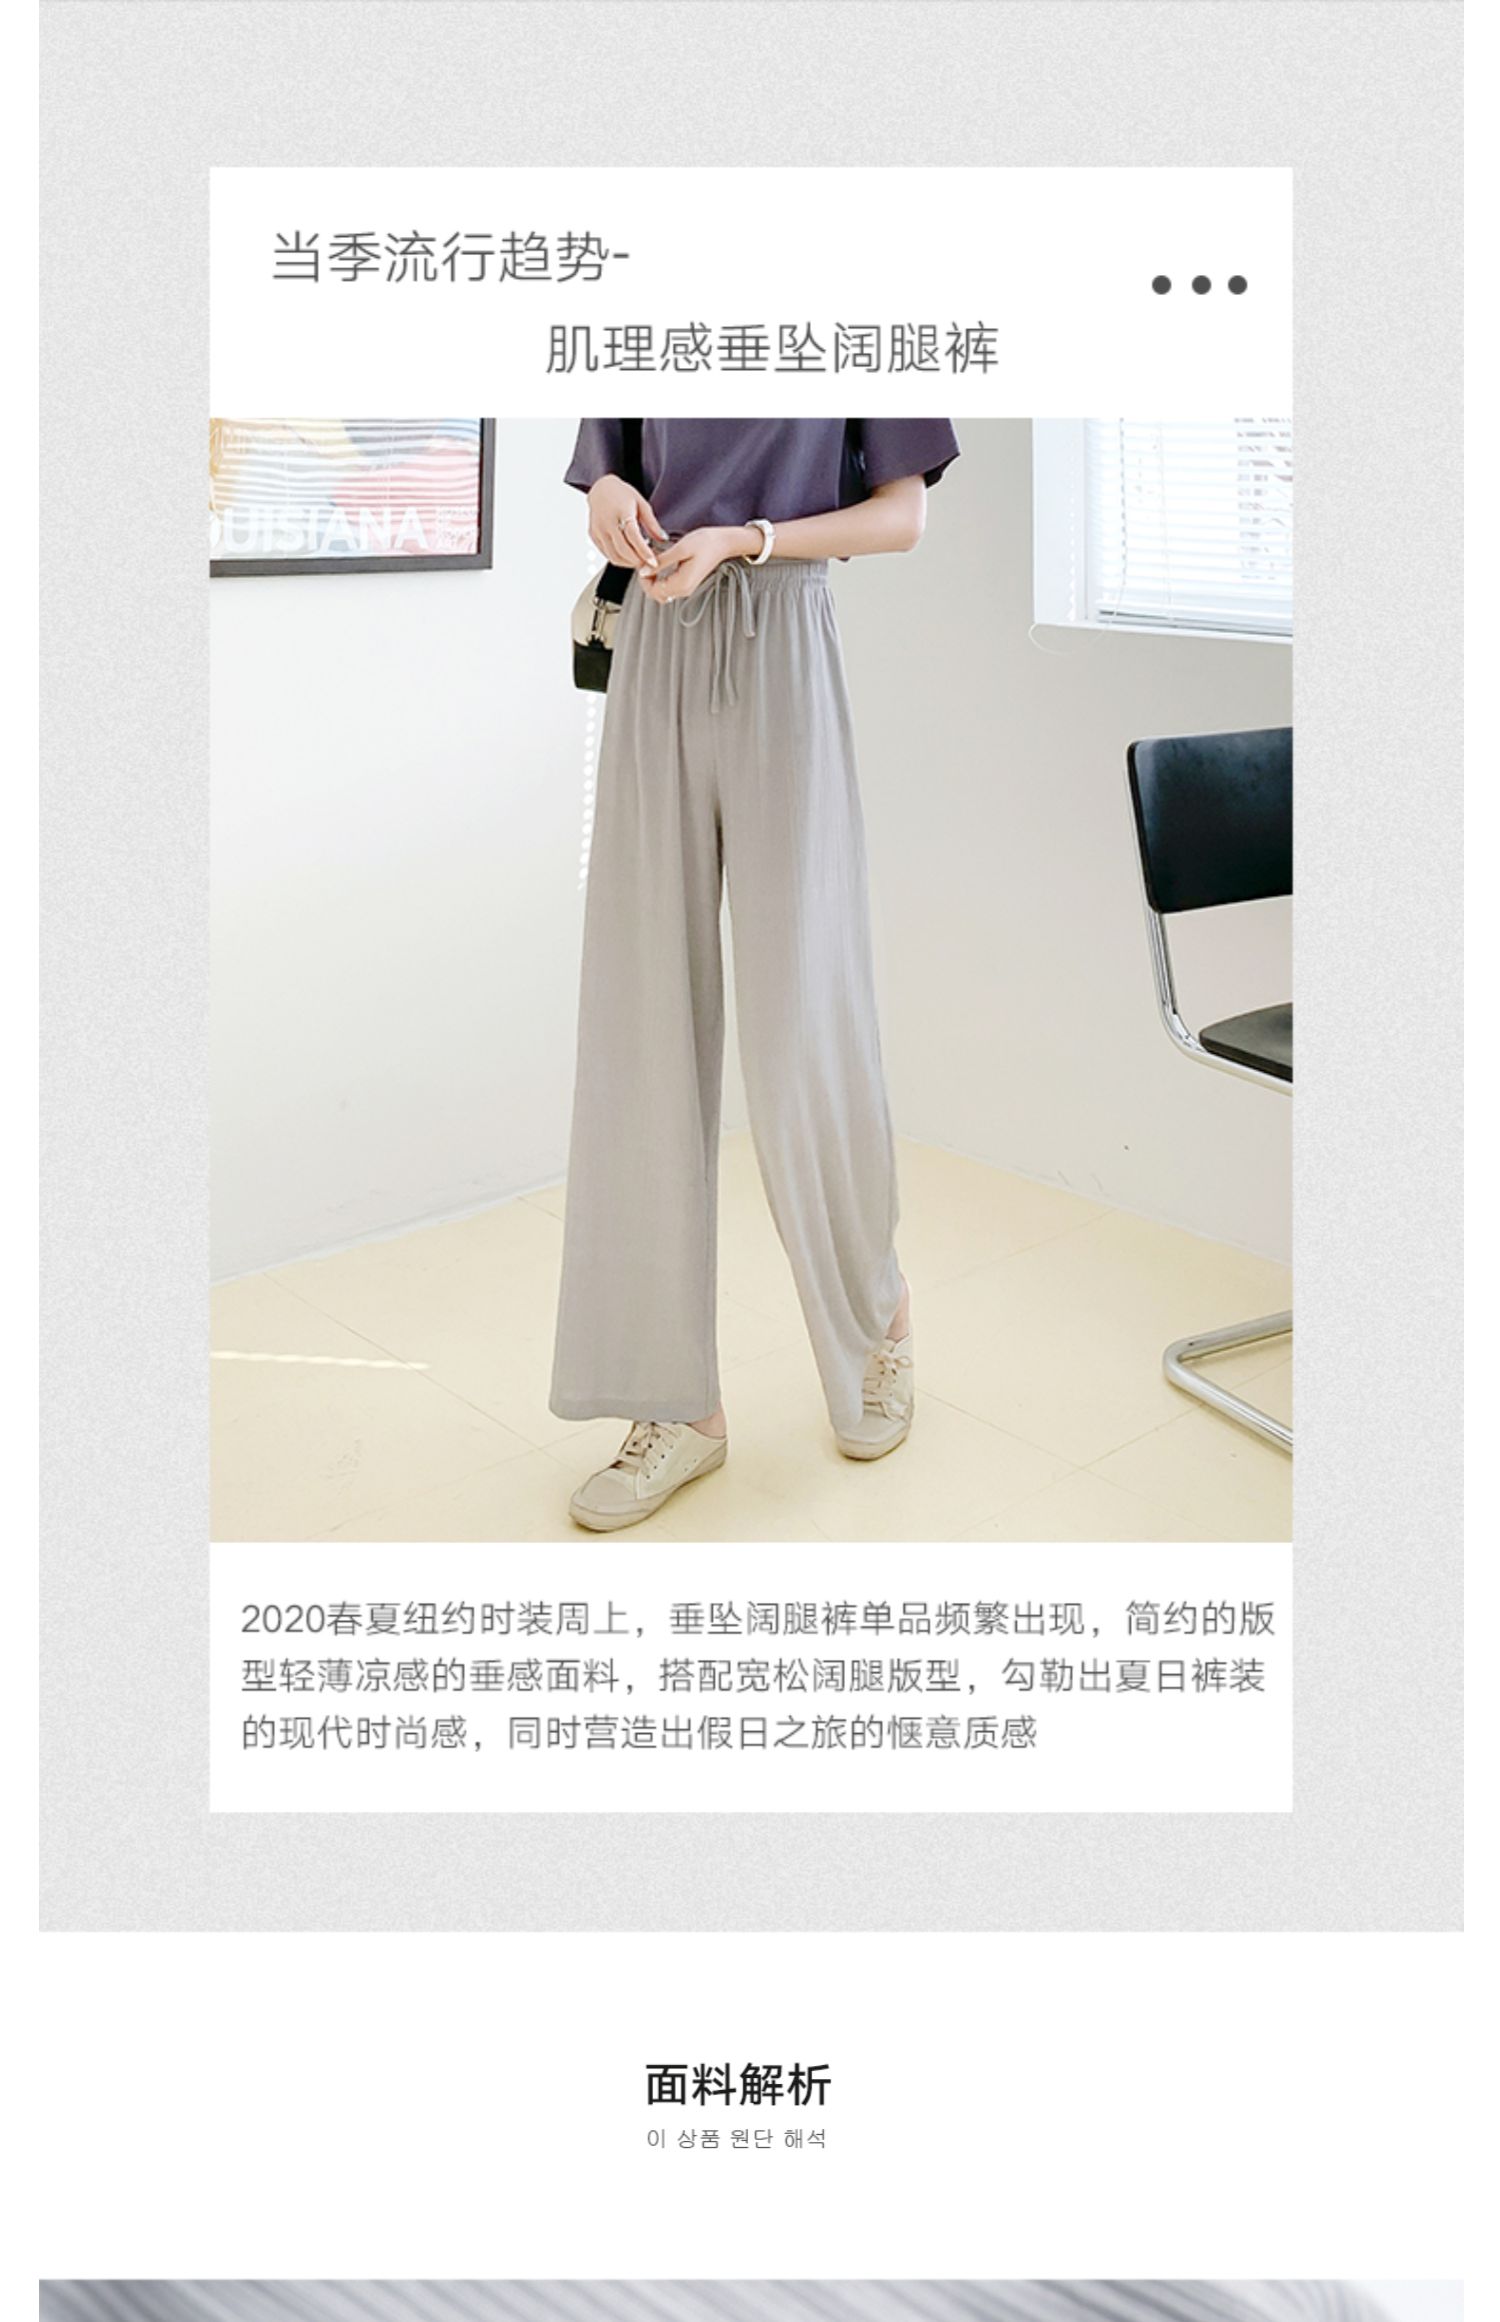 当季流行趋势-
肌理感垂坠阔腿裤
OUISIANA
2020春夏纽约时装周上，垂坠阔腿裤单品频繁出现，简约的版
型轻薄凉感的垂感面料，搭配宽松阔腿版型，勾勒出夏日裤装
的现代时尚感，同时营造出假日之旅的惬意质感
面料解析
이 상품 원단 해석